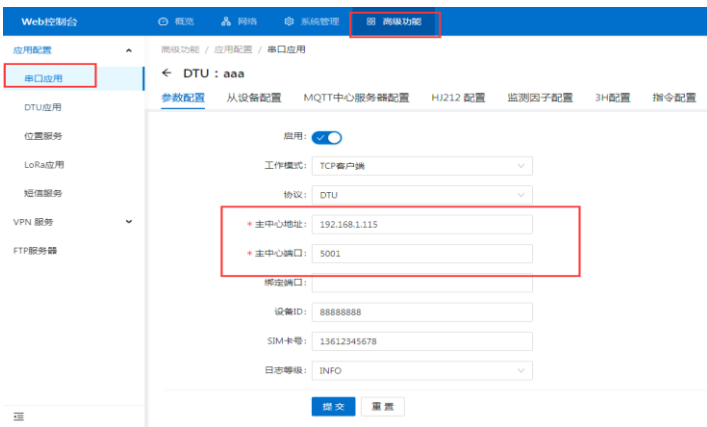 Web控制台 概览 网络 系统管理 高级功能
应用配置
串口应用
DTU应用
位置服务
LoRa应用
短信服务
VPN 服务
FTP服务器
高级功能 / 应用配置 / 串口应用
← DTU：aaa
参数配置 从设备配置 MQTT中心服务器配置 HJ212 配置 监测因子配置 3H配置 指令配置
启用:
工作模式: TCP客户端
协议: DTU
* 主中心地址: 192.168.1.115
* 主中心端口: 5001
绑定端口:
设备ID: 88888888
SIM卡号: 13612345678
日志等级: INFO
提 交 重 置